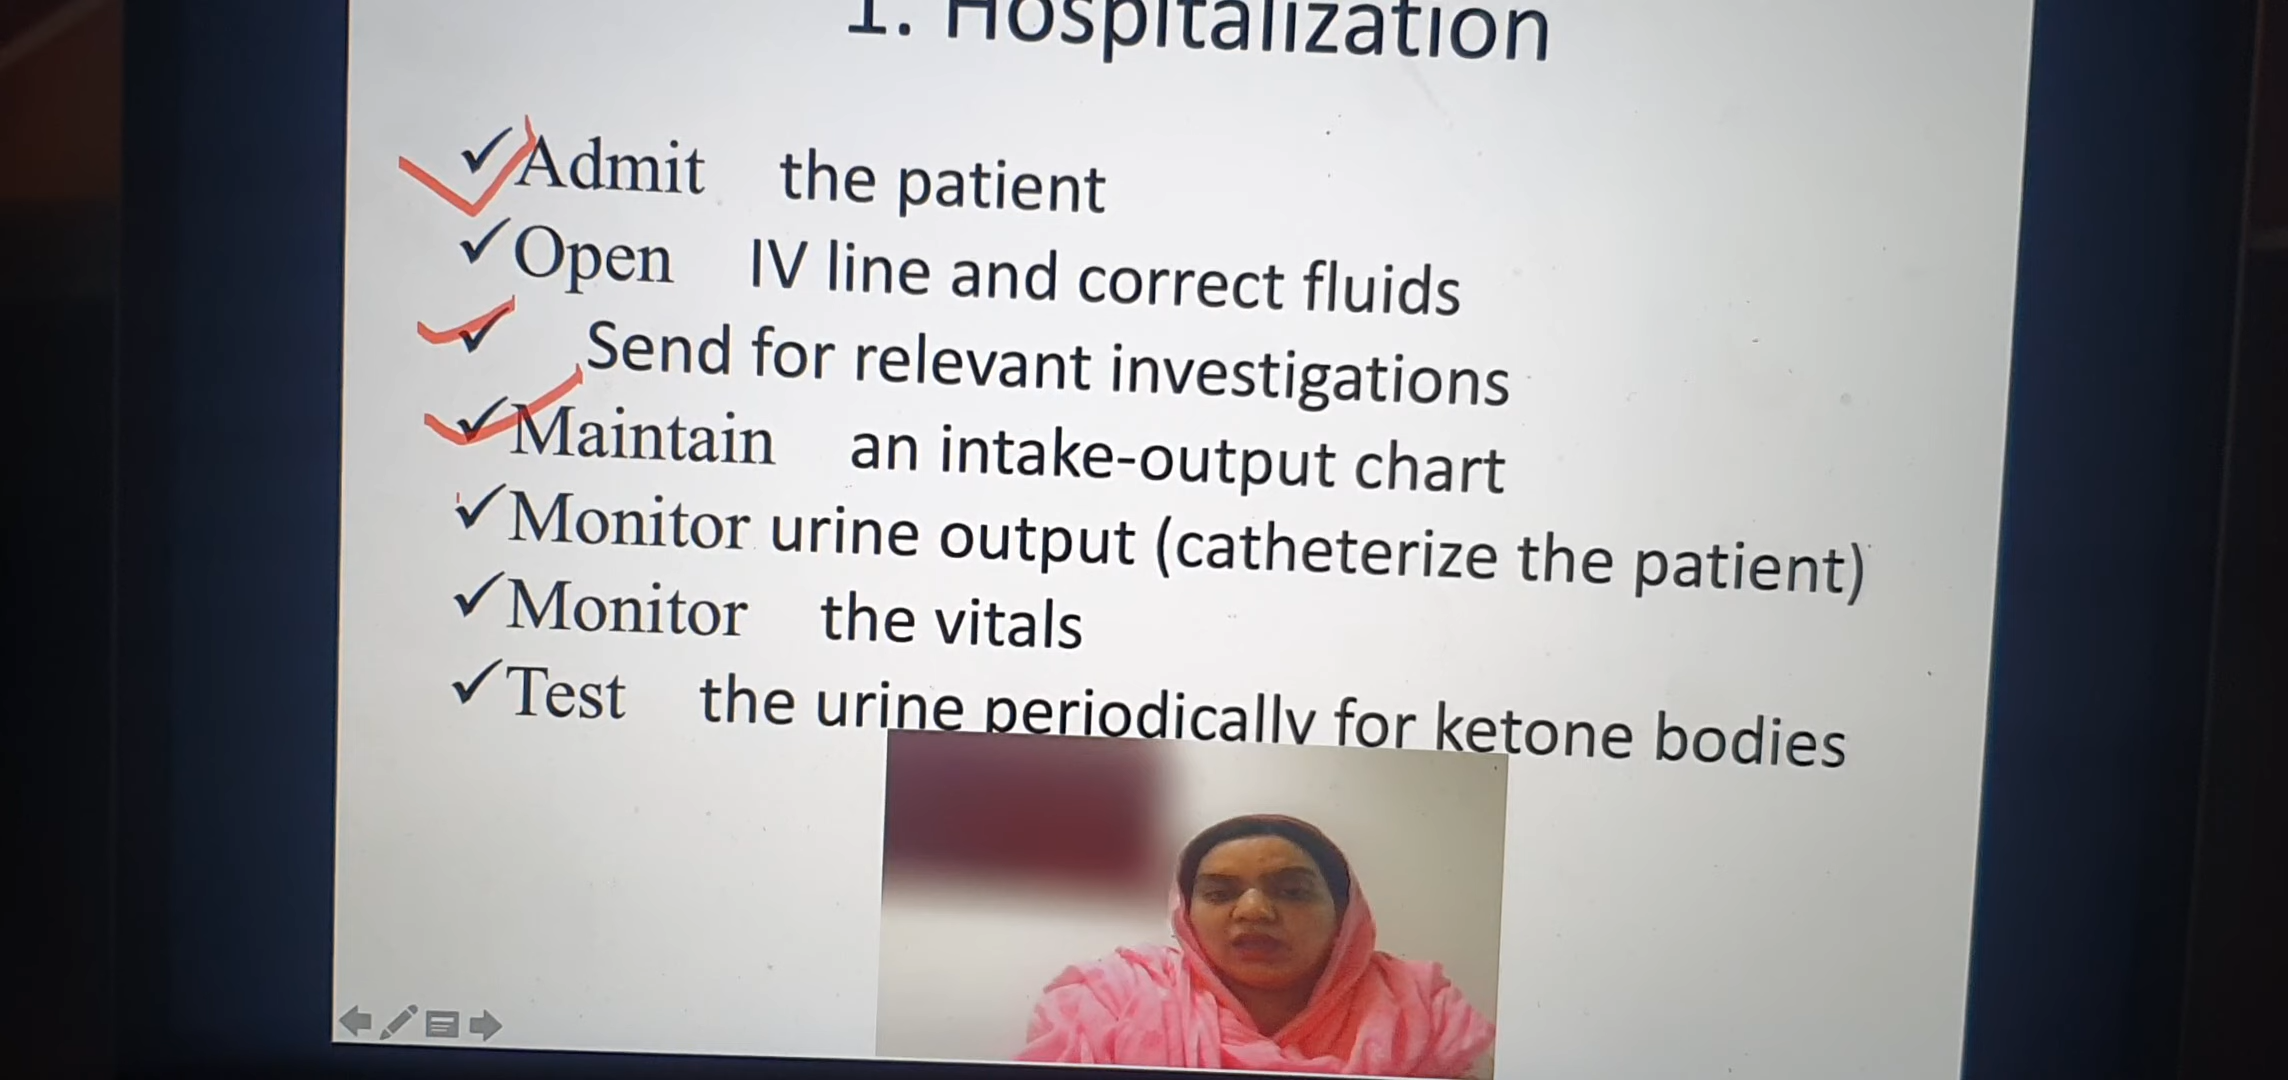 1. Hospitalization
✓Admit the patient
✓Open IV line and correct fluids
✓ Send for relevant investigations
✓Maintain an intake-output chart
✓Monitor urine output (catheterize the patient)
✓Monitor the vitals
✓Test the urine periodically for ketone bodies